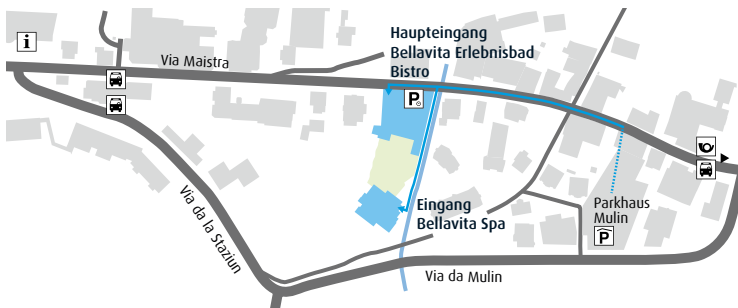 Haupteingang
Bellavita Erlebnisbad
Bistro
i
Via Maistra
P
Eingang
Bellavita Spa
Parkhaus
Mulin
P
Via da la Staziun
Via da Mulin